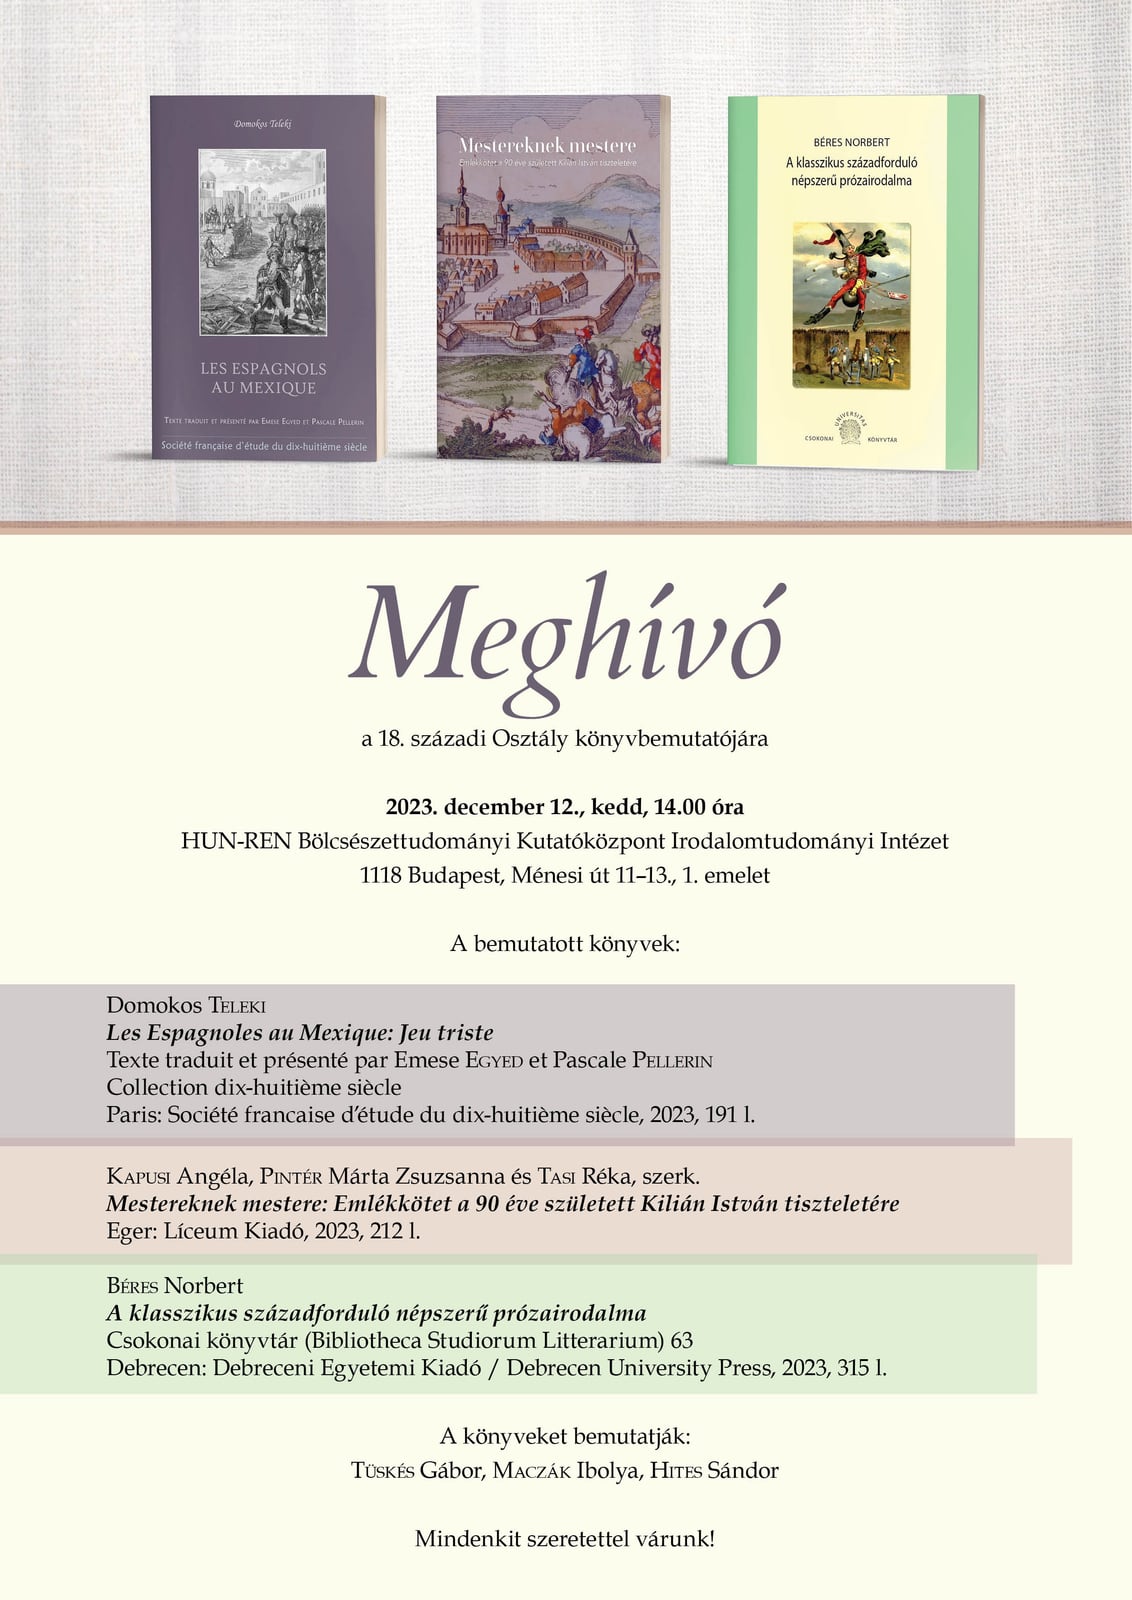 Domokos Teleki
LES ESPAGNOLS
AU MEXIQUE
TEXTE TRADUIT ET PRÉSENTÉ PAR EMESE EGYED ET PASCALE PELLERIN
Société française d'étude du dix-huitième siècle
Mestereknek mestere
Emlékkötet a 90 éve született Kilián István tiszteletére
BÉRES NORBERT
A klasszikus századforduló
népszerű prózairodalma
UNIVERSITAS
CSOKONAI KÖNYVTÁR
Meghívó
a 18. századi Osztály könyvbemutatójára
2023. december 12., kedd, 14.00 óra
HUN-REN Bölcsészettudományi Kutatóközpont Irodalomtudományi Intézet
1118 Budapest, Ménesi út 11–13., 1. emelet
A bemutatott könyvek:
Domokos TELEKI
Les Espagnoles au Mexique: Jeu triste
Texte traduit et présenté par Emese EGYED et Pascale PELLERIN
Collection dix-huitième siècle
Paris: Société francaise d'étude du dix-huitième siècle, 2023, 191 l.
KAPUSI Angéla, PINTÉR Márta Zsuzsanna és TASI Réka, szerk.
Mestereknek mestere: Emlékkötet a 90 éve született Kilián István tiszteletére
Eger: Líceum Kiadó, 2023, 212 l.
BÉRES Norbert
A klasszikus századforduló népszerű prózairodalma
Csokonai könyvtár (Bibliotheca Studiorum Litterarium) 63
Debrecen: Debreceni Egyetemi Kiadó / Debrecen University Press, 2023, 315 l.
A könyveket bemutatják:
TÜSKÉS Gábor, MACZÁK Ibolya, HITES Sándor
Mindenkit szeretettel várunk!